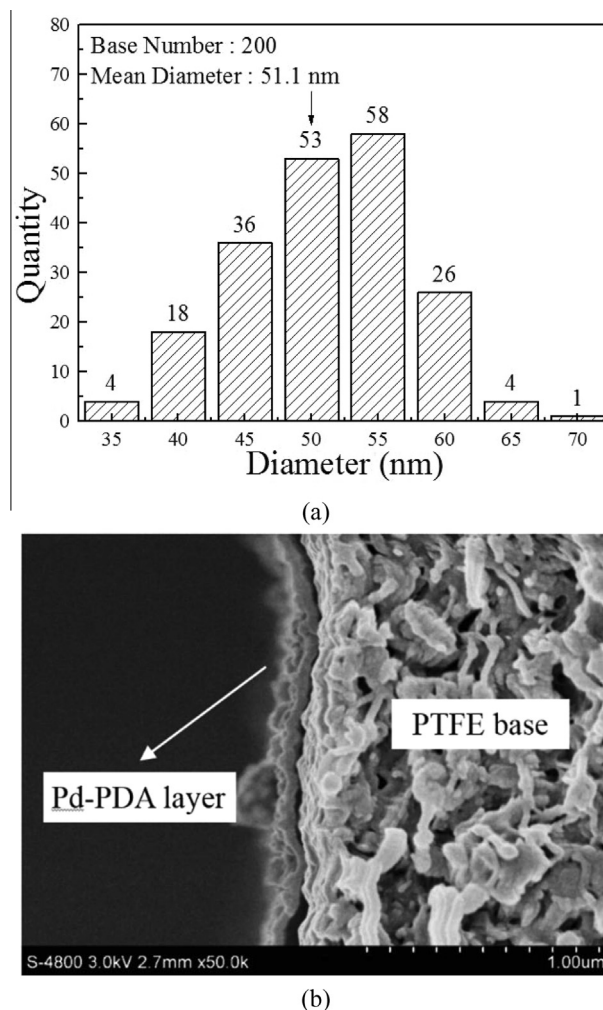 80
70
60
50
40
30
20
10
0
Quantity
Base Number : 200
Mean Diameter : 51.1 nm
4
18
36
53
58
26
4
1
35 40 45 50 55 60 65 70
Diameter (nm)
(a)
PTFE base
Pd-PDA layer
S-4800 3.0kV 2.7mm x50.0k 1.00um
(b)